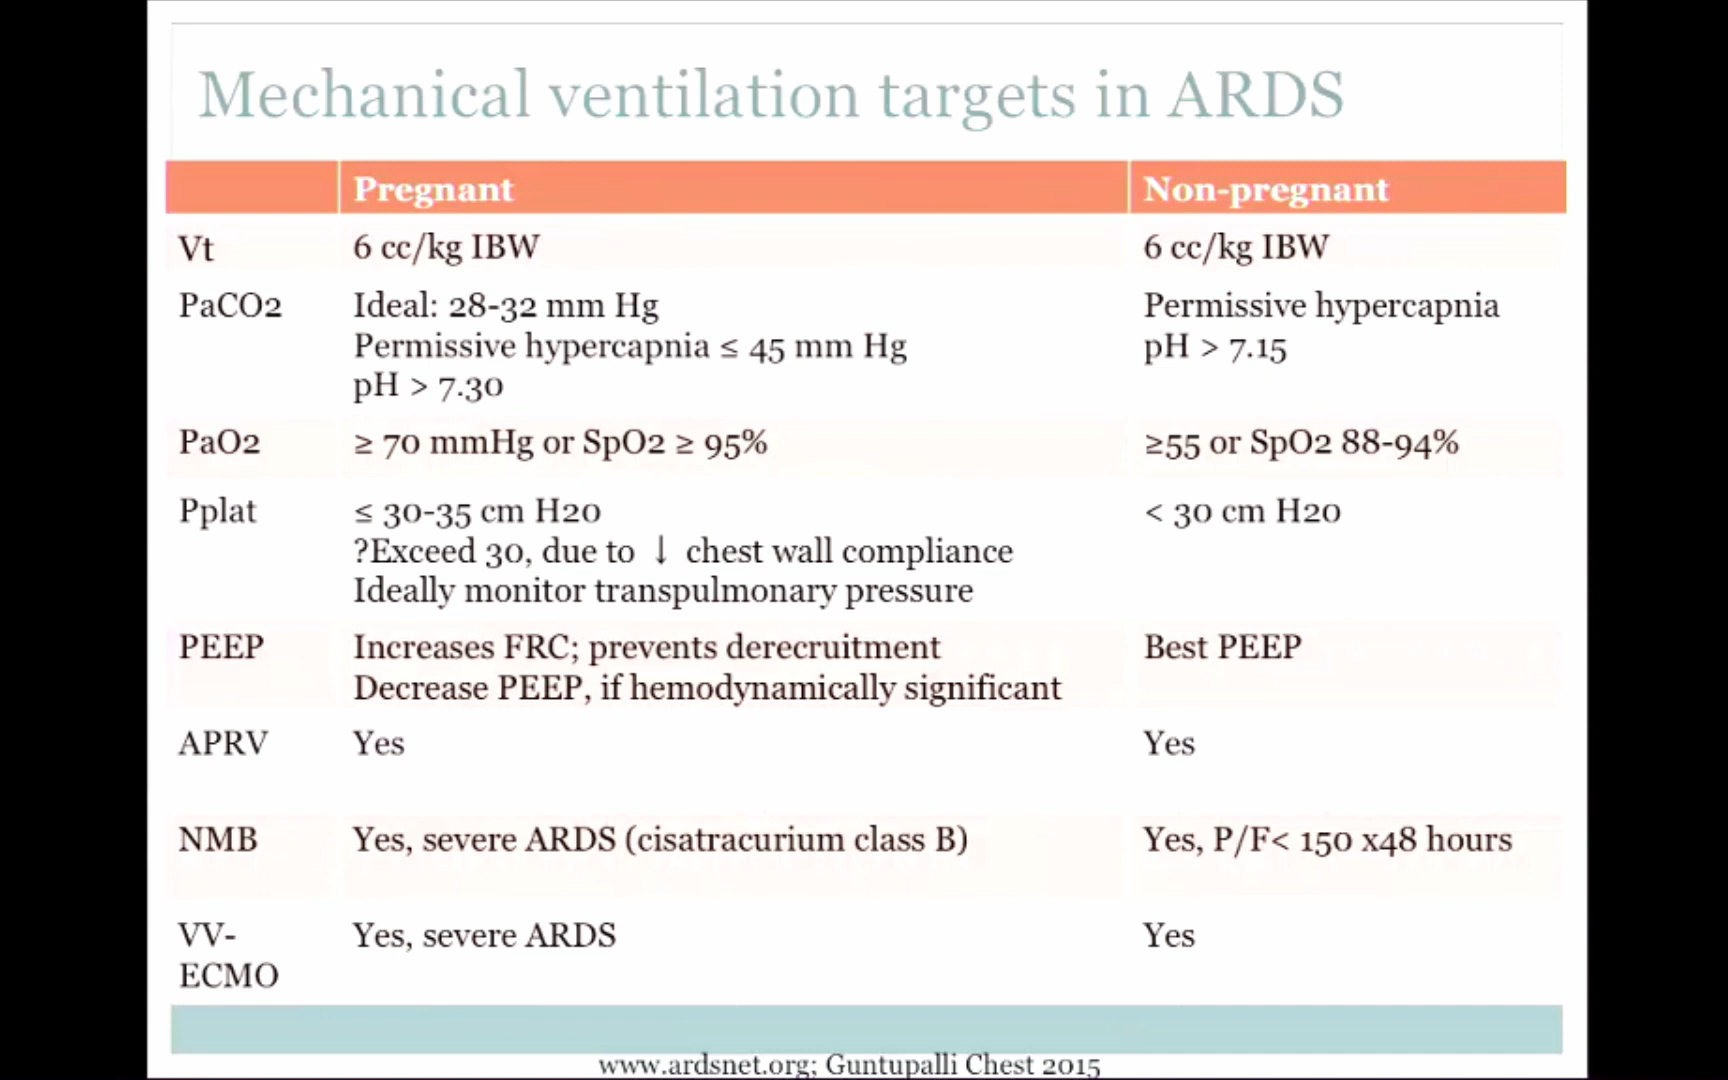 Mechanical ventilation targets in ARDS
Pregnant Non-pregnant
Vt 6 cc/kg IBW 6 cc/kg IBW
PaCO2 Ideal: 28-32 mm Hg Permissive hypercapnia
Permissive hypercapnia ≤ 45 mm Hg pH > 7.15
pH > 7.30
PaO2 ≥ 70 mmHg or SpO2 ≥ 95% ≥55 or SpO2 88-94%
Pplat ≤ 30-35 cm H20 < 30 cm H20
?Exceed 30, due to ↓ chest wall compliance
Ideally monitor transpulmonary pressure
PEEP Increases FRC; prevents derecruitment Best PEEP
Decrease PEEP, if hemodynamically significant
APRV Yes Yes
NMB Yes, severe ARDS (cisatracurium class B) Yes, P/F< 150 x48 hours
VV- Yes, severe ARDS Yes
ECMO
www.ardsnet.org; Guntupalli Chest 2015